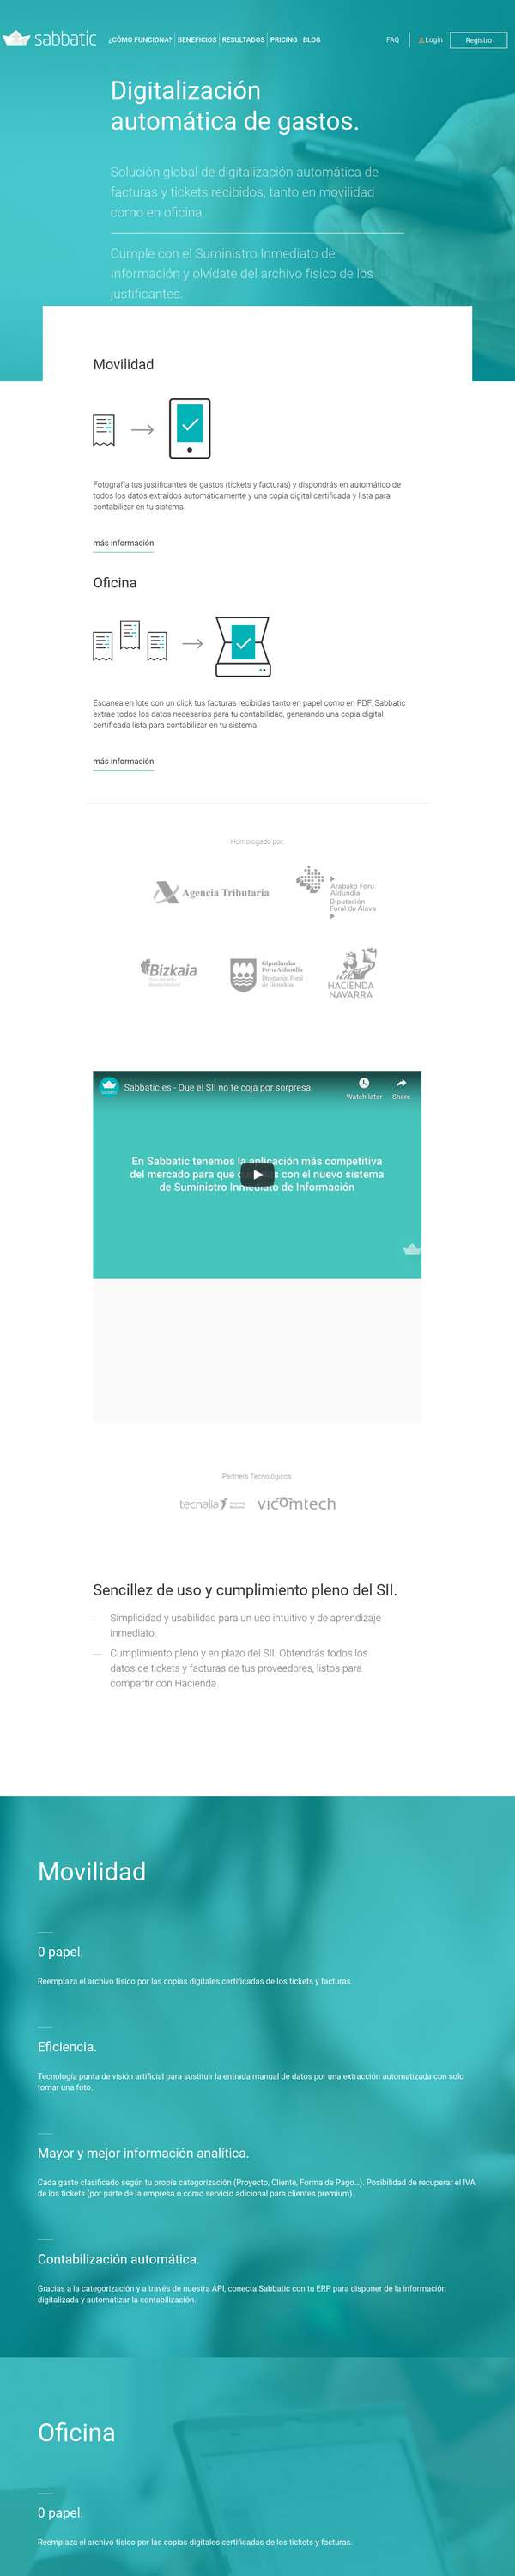 sabbatic
¿CÓMO FUNCIONA?
BENEFICIOS
RESULTADOS
PRICING
BLOG
FAQ
Login
Registro
Digitalización
automática de gastos.
Solución global de digitalización automática de
facturas y tickets recibidos, tanto en movilidad
como en oficina.
Cumple con el Suministro Inmediato de
Información y olvídate del archivo físico de los
justificantes.
Movilidad
Fotografía tus justificantes de gastos (tickets y facturas) y dispondrás en automático de
todos los datos extraídos automáticamente y una copia digital certificada y lista para
contabilizar en tu sistema.
más información
Oficina
Escanea en lote con un click tus facturas recibidas tanto en papel como en PDF. Sabbatic
extrae todos los datos necesarios para tu contabilidad, generando una copia digital
certificada lista para contabilizar en tu sistema.
más información
Homologado por:
Agencia Tributaria
Arabako Foru
Aldundia
Diputación
Foral de Álava
Bizkaia
Gipuzkoako
Foru Aldundia
Diputación Foral
de Gipuzkoa
HACIENDA
NAVARRA
Sabbatic.es - Que el SII no te coja por sorpresa
Watch later
Share
En Sabbatic tenemos la aplicación más competitiva
del mercado para que con el nuevo sistema
de Suministro Inmediato de Información
Partners Tecnológicos
tecnalia
vicomtech
Sencillez de uso y cumplimiento pleno del SII.
Simplicidad y usabilidad para un uso intuitivo y de aprendizaje
inmediato.
Cumplimiento pleno y en plazo del SII. Obtendrás todos los
datos de tickets y facturas de tus proveedores, listos para
compartir con Hacienda.
Movilidad
0 papel.
Reemplaza el archivo físico por las copias digitales certificadas de los tickets y facturas.
Eficiencia.
Tecnología punta de visión artificial para sustituir la entrada manual de datos por una extracción automatizada con solo
tomar una foto.
Mayor y mejor información analítica.
Cada gasto clasificado según tu propia categorización (Proyecto, Cliente, Forma de Pago…). Posibilidad de recuperar el IVA
de los tickets (por parte de la empresa o como servicio adicional para clientes premium).
Contabilización automática.
Gracias a la categorización y a través de nuestra API, conecta Sabbatic con tu ERP para disponer de la información
digitalizada y automatizar la contabilización.
Oficina
0 papel.
Reemplaza el archivo físico por las copias digitales certificadas de los tickets y facturas.